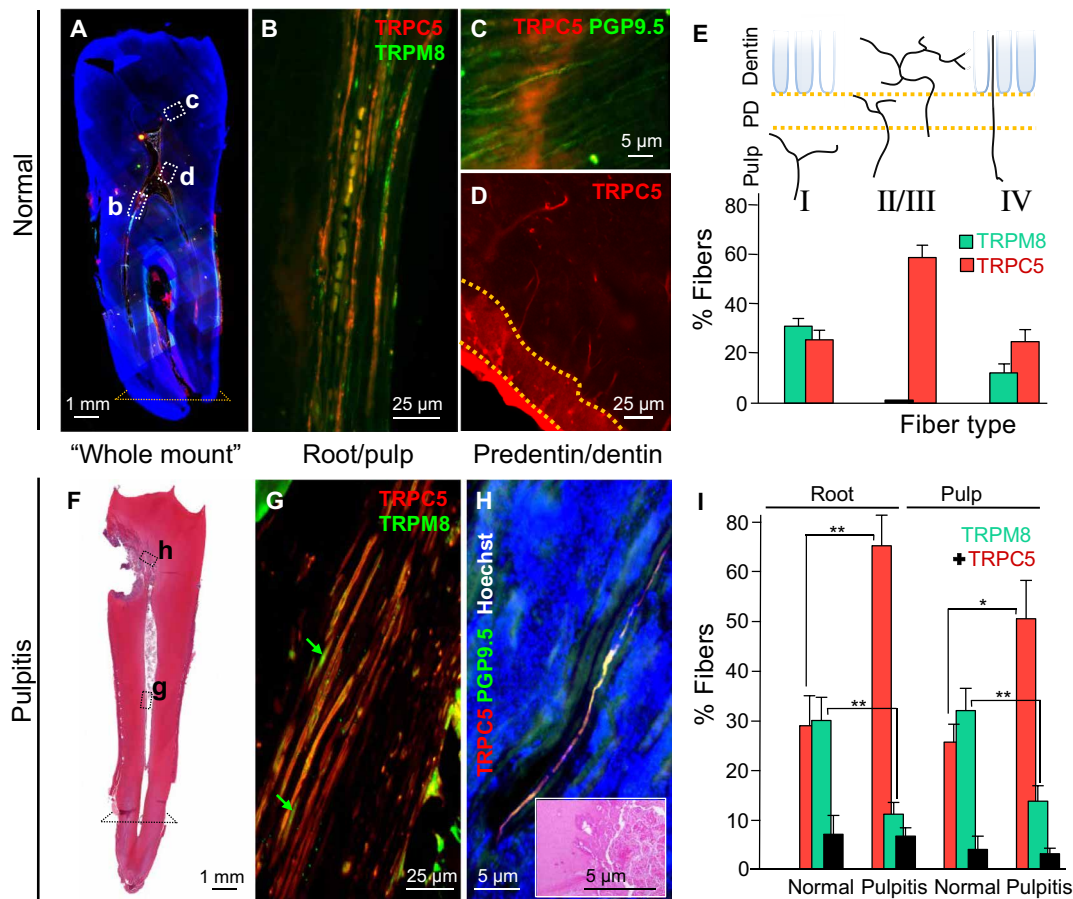 Normal
A
c
d
b
1 mm
"Whole mount"
B
TRPC5
TRPM8
25 µm
Root/pulp
C
TRPC5 PGP9.5
5 µm
D
TRPC5
25 µm
Predentin/dentin
E
Dentin
PD
Pulp
I
II/III
IV
80
60
40
20
0
% Fibers
TRPM8
TRPC5
Fiber type
Pulpitis
F
h
g
1 mm
G
TRPC5
TRPM8
25 µm
H
TRPC5 PGP9.5 Hoechst
5 µm
5 µm
I
Root
Pulp
TRPM8
+ TRPC5
80
70
60
50
40
30
20
10
0
% Fibers
**
**
*
**
Normal Pulpitis Normal Pulpitis